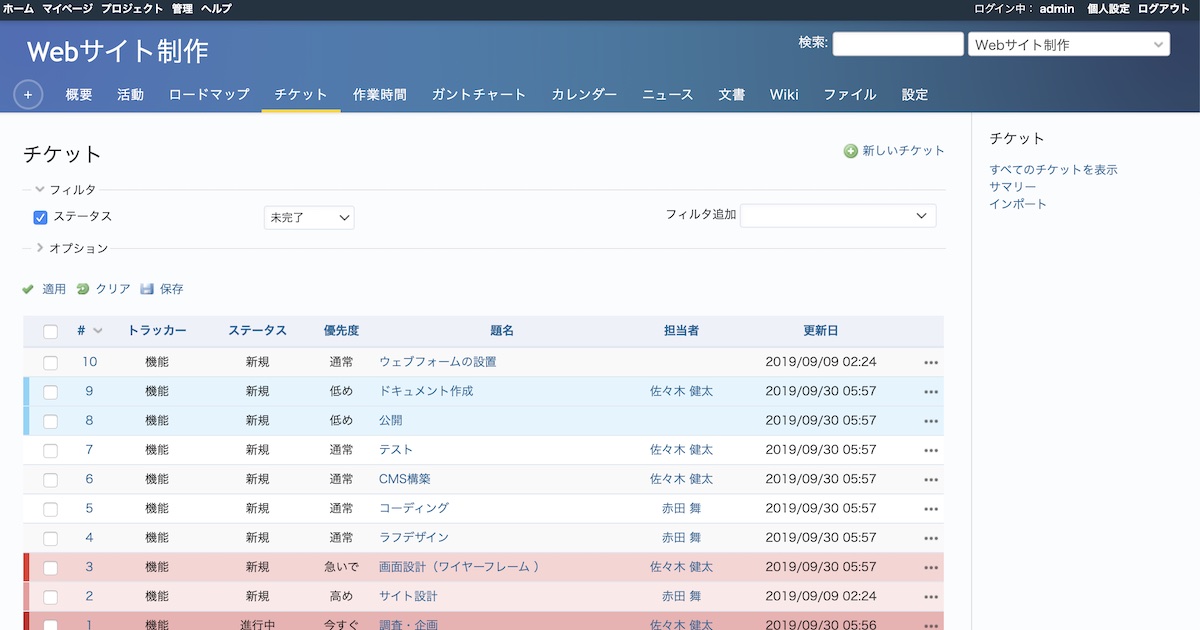 ホーム マイページ プロジェクト 管理 ヘルプ ログイン中： admin 個人設定 ログアウト
Webサイト制作 検索: Webサイト制作
+ 概要 活動 ロードマップ チケット 作業時間 ガントチャート カレンダー ニュース 文書 Wiki ファイル 設定
チケット 新しいチケット
フィルタ
ステータス 未完了 フィルタ追加
オプション
適用 クリア 保存
# トラッカー ステータス 優先度 題名 担当者 更新日
10 機能 新規 通常 ウェブフォームの設置 2019/09/09 02:24 •••
9 機能 新規 低め ドキュメント作成 佐々木 健太 2019/09/30 05:57 •••
8 機能 新規 低め 公開 2019/09/30 05:57 •••
7 機能 新規 通常 テスト 佐々木 健太 2019/09/30 05:57 •••
6 機能 新規 通常 CMS構築 佐々木 健太 2019/09/30 05:57 •••
5 機能 新規 通常 コーディング 赤田 舞 2019/09/30 05:57 •••
4 機能 新規 通常 ラフデザイン 赤田 舞 2019/09/30 05:57 •••
3 機能 新規 急いで 画面設計（ワイヤーフレーム ） 佐々木 健太 2019/09/30 05:57 •••
2 機能 新規 高め サイト設計 赤田 舞 2019/09/09 02:24 •••
1 機能 進行中 今すぐ 調査・企画 佐々木 健太 2019/09/30 05:56 •••
チケット
すべてのチケットを表示
サマリー
インポート